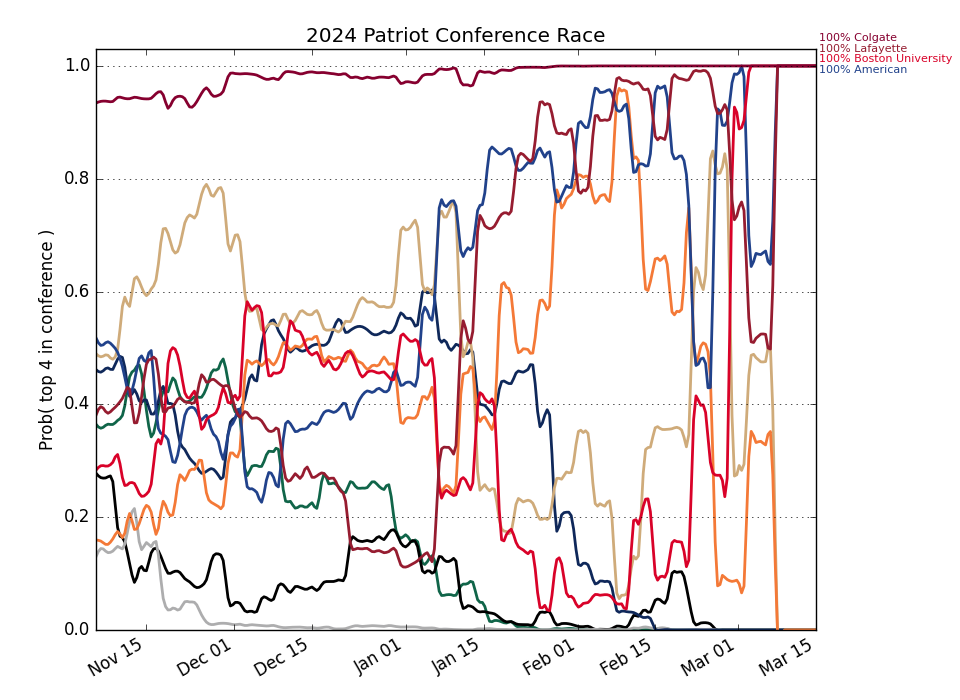 2024 Patriot Conference Race
100% Colgate
100% Lafayette
100% Boston University
100% American
Prob( top 4 in conference )
1.0
0.8
0.6
0.4
0.2
0.0
Nov 15
Dec 01
Dec 15
Jan 01
Jan 15
Feb 01
Feb 15
Mar 01
Mar 15